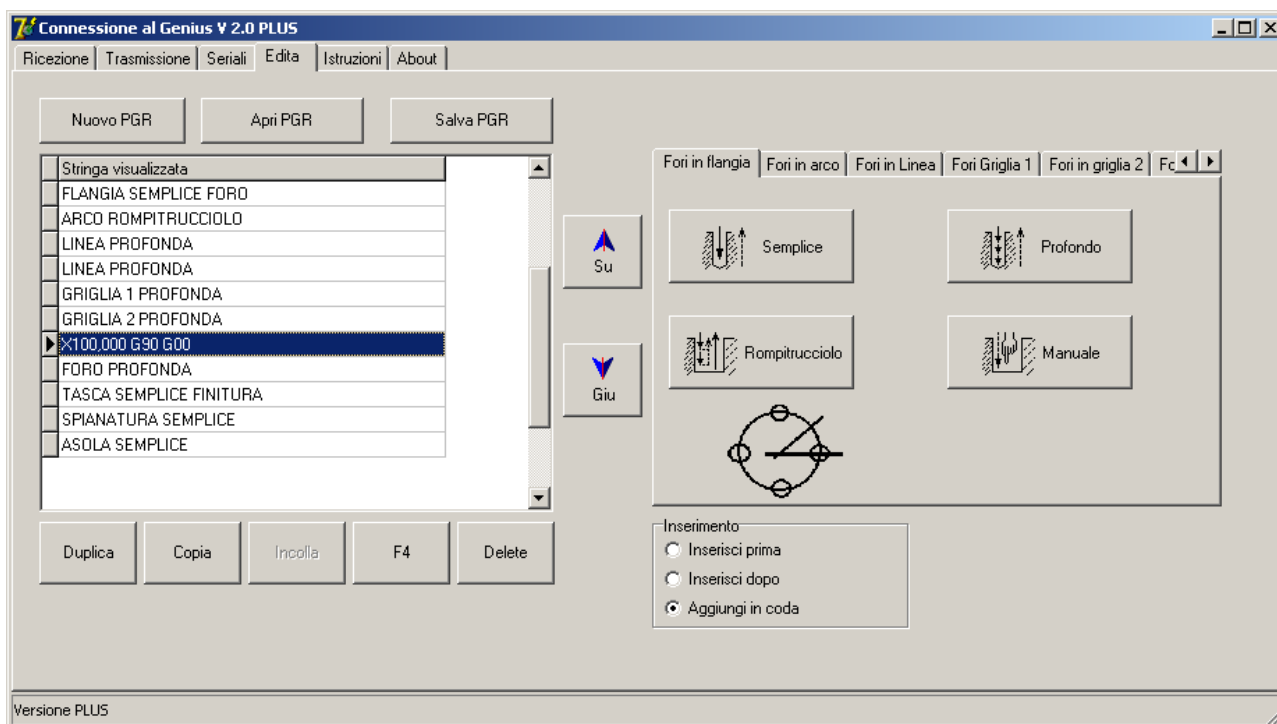 Connessione al Genius V 2.0 PLUS
Ricezione Trasmissione Seriali Edita Istruzioni About
Nuovo PGR Apri PGR Salva PGR
Stringa visualizzata
FLANGIA SEMPLICE FORO
ARCO ROMPITRUCCIOLO
LINEA PROFONDA
LINEA PROFONDA
GRIGLIA 1 PROFONDA
GRIGLIA 2 PROFONDA
X100,000 G90 G00
FORO PROFONDA
TASCA SEMPLICE FINITURA
SPIANATURA SEMPLICE
ASOLA SEMPLICE
Su
Giu
Duplica Copia Incolla F4 Delete
Fori in flangia Fori in arco Fori in Linea Fori Griglia 1 Fori in griglia 2
Semplice Profondo
Rompitrucciolo Manuale
Inserimento
Inserisci prima
Inserisci dopo
Aggiungi in coda
Versione PLUS